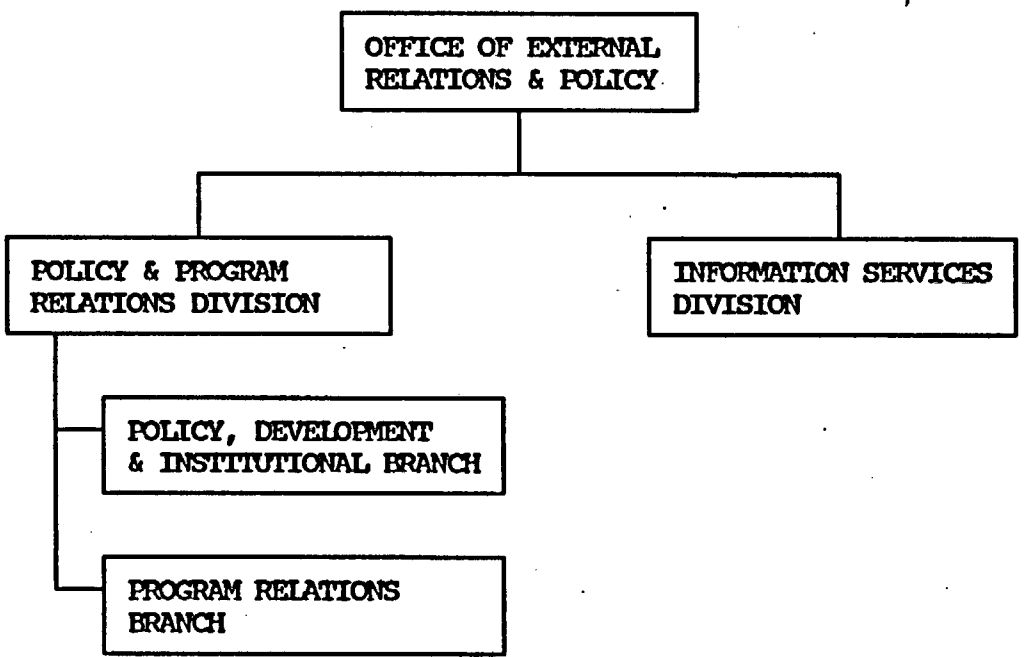 OFFICE OF EXTERNAL
RELATIONS & POLICY
POLICY & PROGRAM
RELATIONS DIVISION
INFORMATION SERVICES
DIVISION
POLICY, DEVELOPMENT
& INSTITUTIONAL BRANCH
PROGRAM RELATIONS
BRANCH